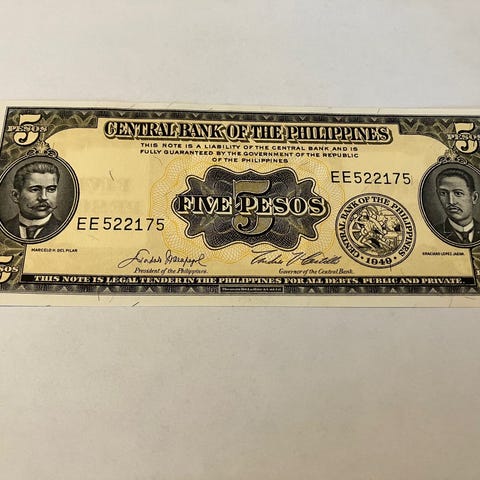 5
PESOS
CENTRAL BANK OF THE PHILIPPINES
5
PESOS
THIS NOTE IS A LIABILITY OF THE CENTRAL BANK AND IS
FULLY GUARANTEED BY THE GOVERNMENT OF THE REPUBLIC
OF THE PHILIPPINES
EE522175
5
FIVE PESOS
EE522175
CENTRAL BANK OF THE PHILIPPINES
1949
MARCELO H. DEL PILAR
GRACIANO LOPEZ JAENA
President of the Philippines.
Governor of the Central Bank.
5
THIS NOTE IS LEGAL TENDER IN THE PHILIPPINES FOR ALL DEBTS, PUBLIC AND PRIVATE.